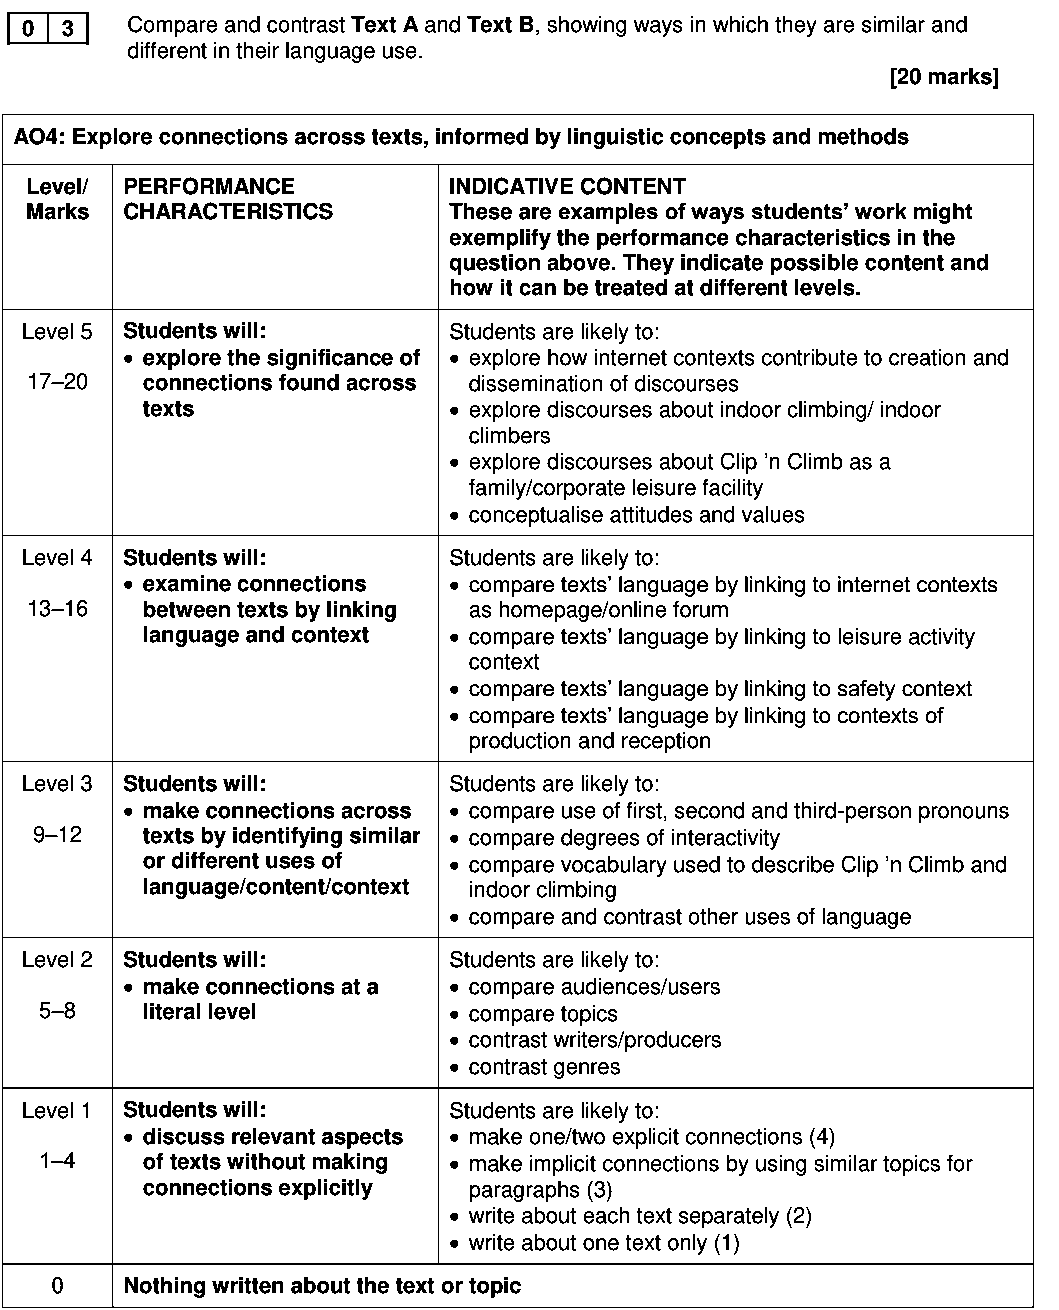 0 3 Compare and contrast Text A and Text B, showing ways in which they are similar and
different in their language use.
[20 marks]
AO4: Explore connections across texts, informed by linguistic concepts and methods
Level/
Marks
PERFORMANCE
CHARACTERISTICS
INDICATIVE CONTENT
These are examples of ways students' work might
exemplify the performance characteristics in the
question above. They indicate possible content and
how it can be treated at different levels.
Level 5
17–20
Students will:
• explore the significance of
connections found across
texts
Students are likely to:
• explore how internet contexts contribute to creation and
dissemination of discourses
• explore discourses about indoor climbing/ indoor
climbers
• explore discourses about Clip 'n Climb as a
family/corporate leisure facility
• conceptualise attitudes and values
Level 4
13–16
Students will:
• examine connections
between texts by linking
language and context
Students are likely to:
• compare texts' language by linking to internet contexts
as homepage/online forum
• compare texts' language by linking to leisure activity
context
• compare texts' language by linking to safety context
• compare texts' language by linking to contexts of
production and reception
Level 3
9–12
Students will:
• make connections across
texts by identifying similar
or different uses of
language/content/context
Students are likely to:
• compare use of first, second and third-person pronouns
• compare degrees of interactivity
• compare vocabulary used to describe Clip 'n Climb and
indoor climbing
• compare and contrast other uses of language
Level 2
5–8
Students will:
• make connections at a
literal level
Students are likely to:
• compare audiences/users
• compare topics
• contrast writers/producers
• contrast genres
Level 1
1–4
Students will:
• discuss relevant aspects
of texts without making
connections explicitly
Students are likely to:
• make one/two explicit connections (4)
• make implicit connections by using similar topics for
paragraphs (3)
• write about each text separately (2)
• write about one text only (1)
0
Nothing written about the text or topic